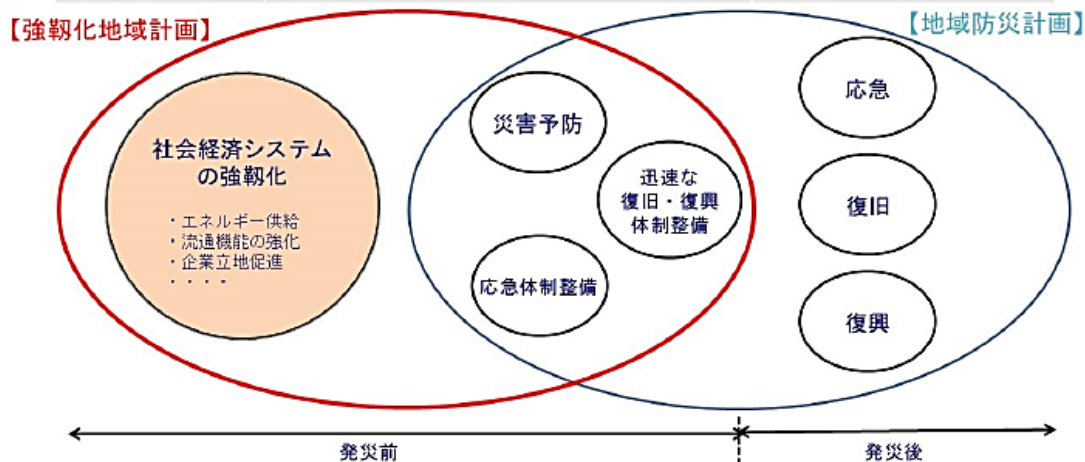 【強靱化地域計画】
【地域防災計画】
社会経済システム
の強靱化
・エネルギー供給
・流通機能の強化
・企業立地促進
・・・・
災害予防
迅速な
復旧・復興
体制整備
応急体制整備
応急
復旧
復興
発災前
発災後